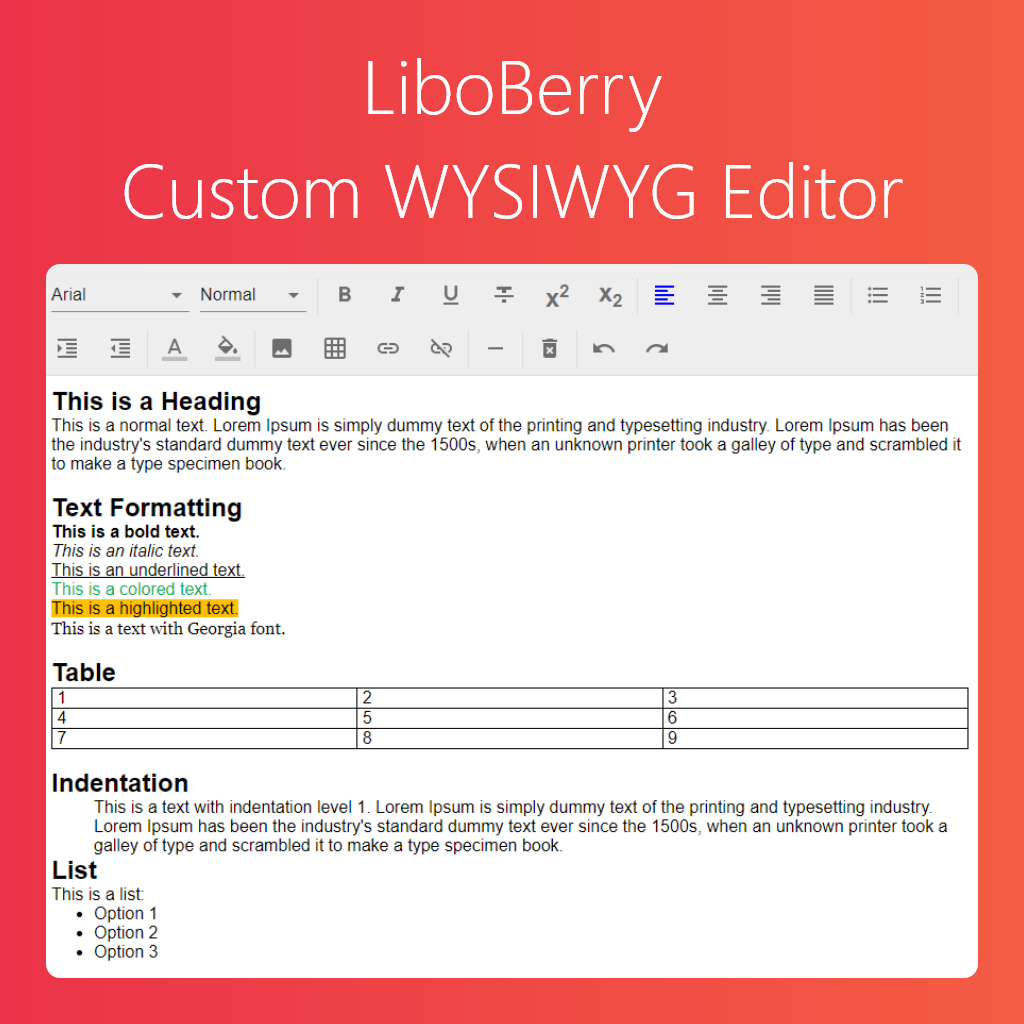 LiboBerry
Custom WYSIWYG Editor
Arial Normal B I U X2 X2
A
This is a Heading
This is a normal text. Lorem Ipsum is simply dummy text of the printing and typesetting industry. Lorem Ipsum has been
the industry's standard dummy text ever since the 1500s, when an unknown printer took a galley of type and scrambled it
to make a type specimen book.
Text Formatting
This is a bold text.
This is an italic text.
This is an underlined text.
This is a colored text.
This is a highlighted text.
This is a text with Georgia font.
Table
1 2 3
4 5 6
7 8 9
Indentation
This is a text with indentation level 1. Lorem Ipsum is simply dummy text of the printing and typesetting industry.
Lorem Ipsum has been the industry's standard dummy text ever since the 1500s, when an unknown printer took a
galley of type and scrambled it to make a type specimen book.
List
This is a list:
• Option 1
• Option 2
• Option 3